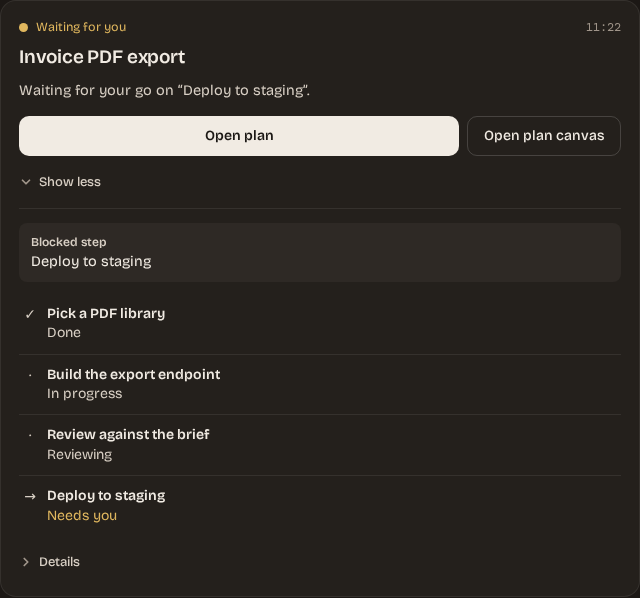 Waiting for you
11:22
Invoice PDF export
Waiting for your go on “Deploy to staging”.
Open plan
Open plan canvas
Show less
Blocked step
Deploy to staging
✓ Pick a PDF library
Done
· Build the export endpoint
In progress
· Review against the brief
Reviewing
→ Deploy to staging
Needs you
Details